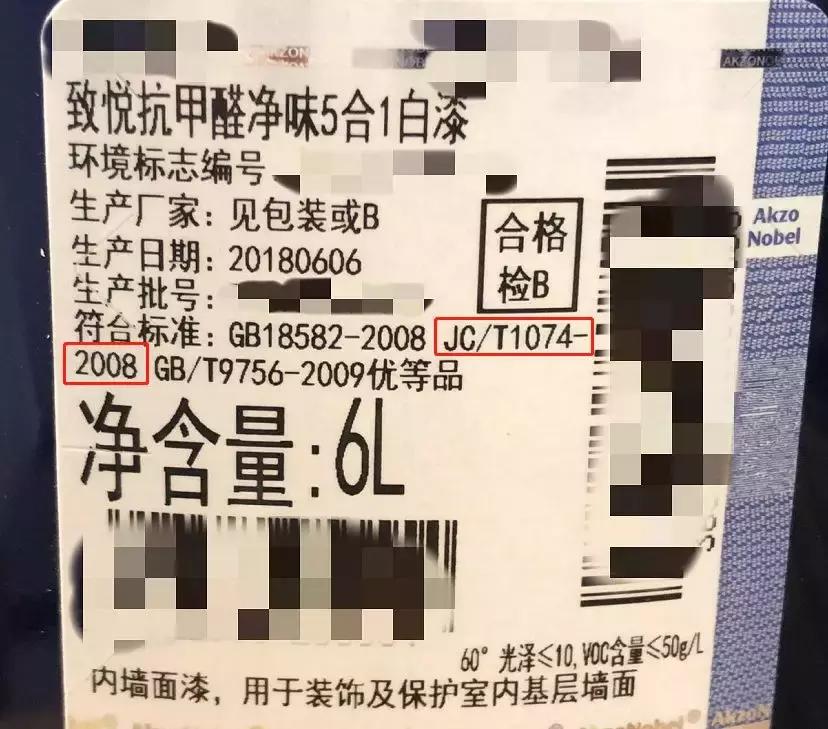 AKZONOBEL
致悦抗甲醛净味5合1白漆
环境标志编号
生产厂家：见包装或B
生产日期：20180606
生产批号：
合格
检B
Akzo
Nobel
符合标准：GB18582-2008 JC/T1074-
2008 GB/T9756-2009优等品
净含量：6L
60° 光泽≤10，VOC含量≤50g/L
内墙面漆，用于装饰及保护室内基层墙面
AkzoNobel